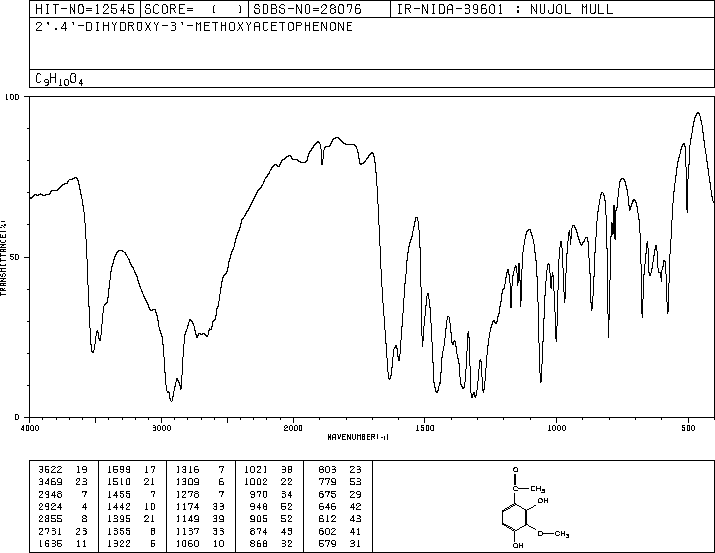 HIT-NO=12545 SCORE= ( ) SDBS-NO=28076 IR-NIDA-39601 : NUJOL MULL
2',4'-DIHYDROXY-3'-METHOXYACETOPHENONE
C9H10O4
100
50
0
TRANSMITTANCE(%)
4000 3000 2000 1500 1000 500
WAVENUMBER(-1)
3522 19 1599 17 1316 7 1021 38 803 23
3469 23 1510 21 1309 6 1002 22 779 53
2948 7 1455 7 1278 7 970 34 675 29
2924 4 1442 10 1174 33 948 52 646 42
2855 8 1395 21 1149 39 905 52 612 43
2731 23 1355 8 1137 33 874 49 602 41
1635 11 1322 6 1060 10 868 32 579 31
O
C CH3
OH
O CH3
OH